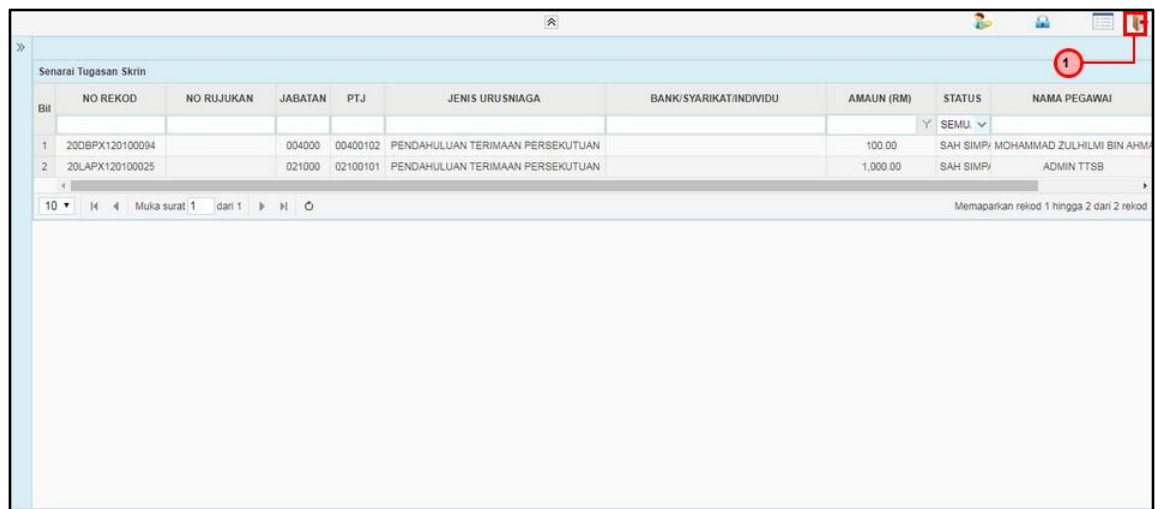 1
Senarai Tugasan Skrin
Bil NO REKOD NO RUJUKAN JABATAN PTJ JENIS URUSNIAGA BANK/SYARIKAT/INDIVIDU AMAUN (RM) STATUS NAMA PEGAWAI
SEMU.
1 20DBPX120100094 004000 00400102 PENDAHULUAN TERIMAAN PERSEKUTUAN 100.00 SAH SIMP MOHAMMAD ZULHILMI BIN AHMA
2 20LAPX120100025 021000 02100101 PENDAHULUAN TERIMAAN PERSEKUTUAN 1,000.00 SAH SIMP ADMIN TTSB
10 Muka surat 1 dari 1 Memaparkan rekod 1 hingga 2 dari 2 rekod